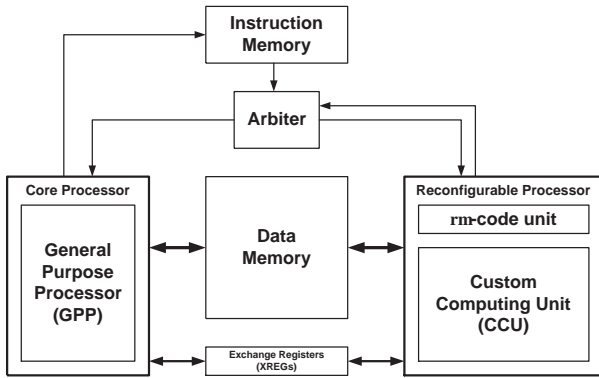 Instruction
Memory
Arbiter
Core Processor
General
Purpose
Processor
(GPP)
Data
Memory
Exchange Registers
(XREGs)
Reconfigurable Processor
rm-code unit
Custom
Computing Unit
(CCU)